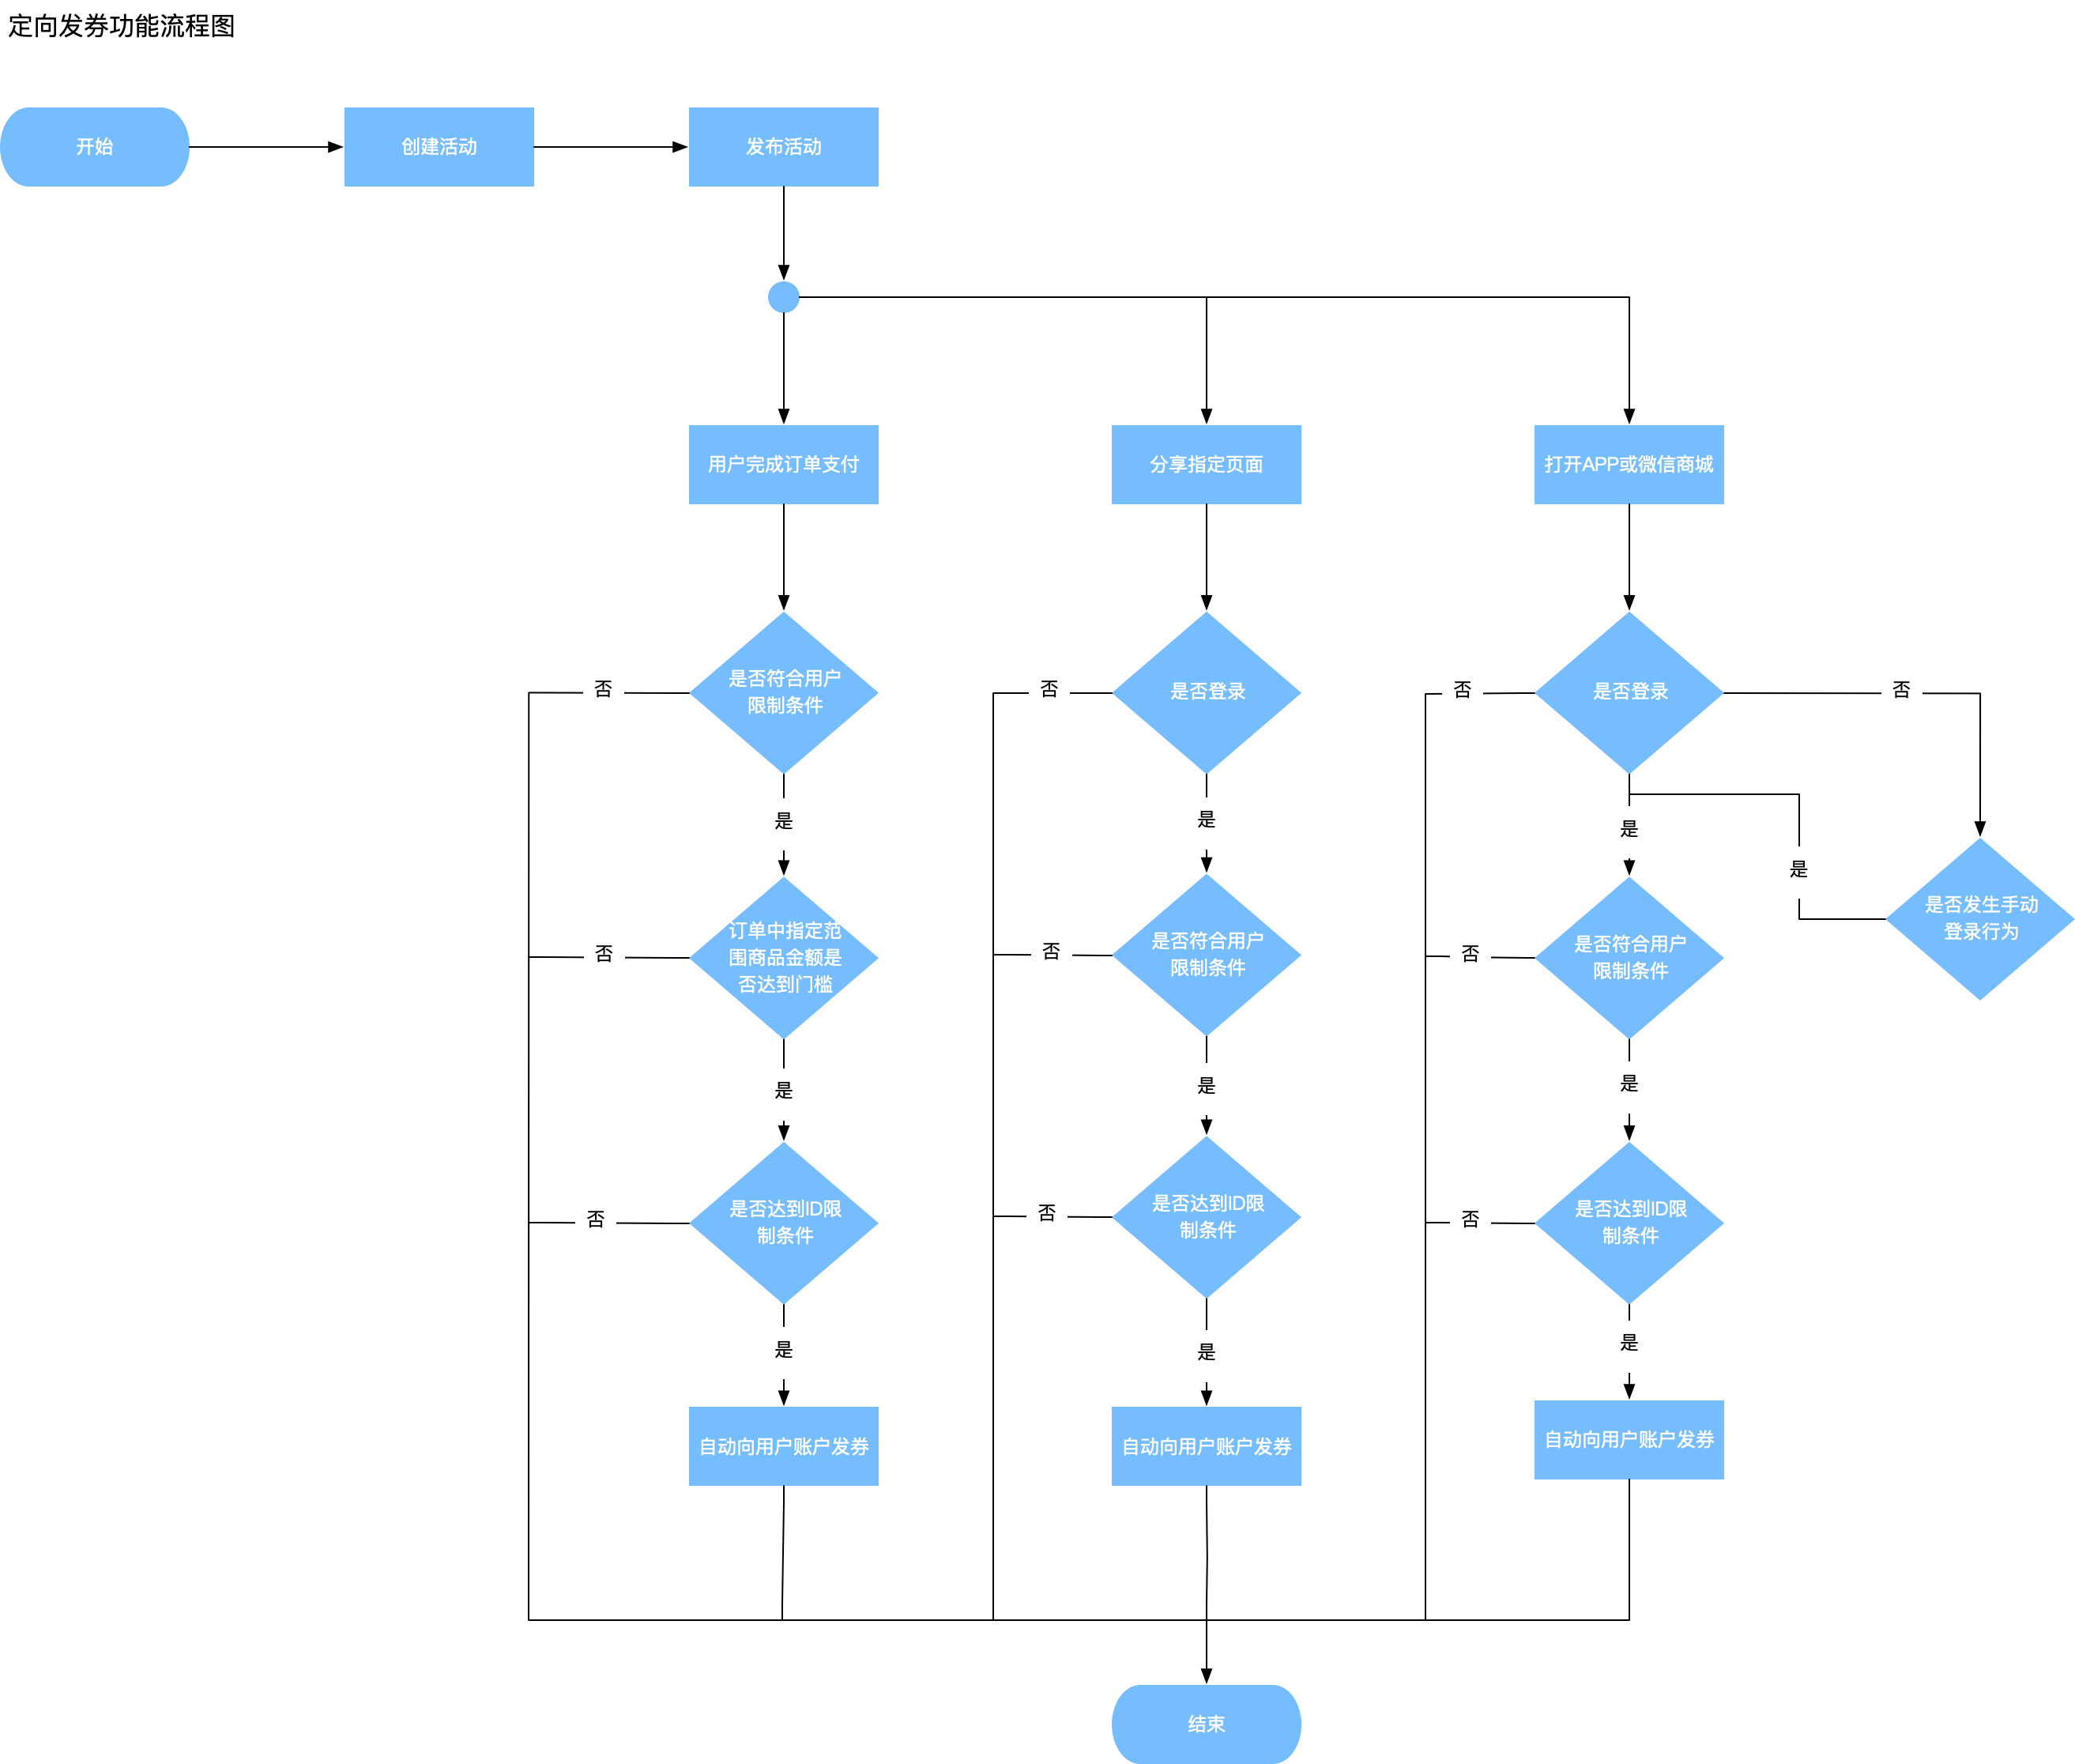 定向发券功能流程图
开始
创建活动
发布活动
用户完成订单支付
分享指定页面
打开APP或微信商城
否
是否符合用户
限制条件
否
是否登录
否
是否登录
否
是
是
是
是
是否发生手动
登录行为
否
订单中指定范
围商品金额是
否达到门槛
否
是否符合用户
限制条件
否
是否符合用户
限制条件
是
是
是
否
是否达到ID限
制条件
否
是否达到ID限
制条件
否
是否达到ID限
制条件
是
是
是
自动向用户账户发券
自动向用户账户发券
自动向用户账户发券
结束